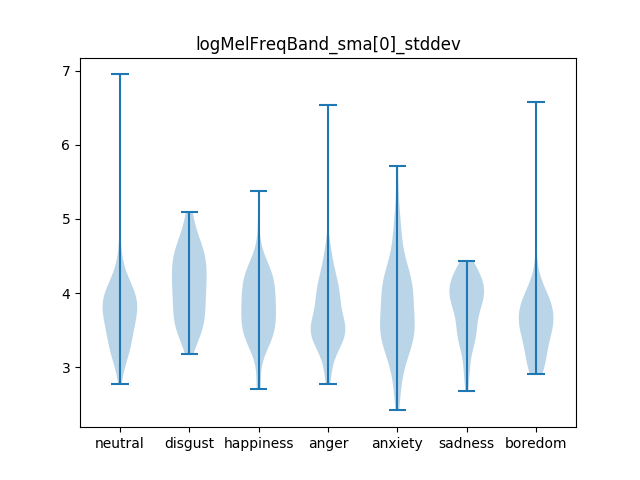 logMelFreqBand_sma[0]_stddev
7
6
5
4
3
neutral disgust happiness anger anxiety sadness boredom